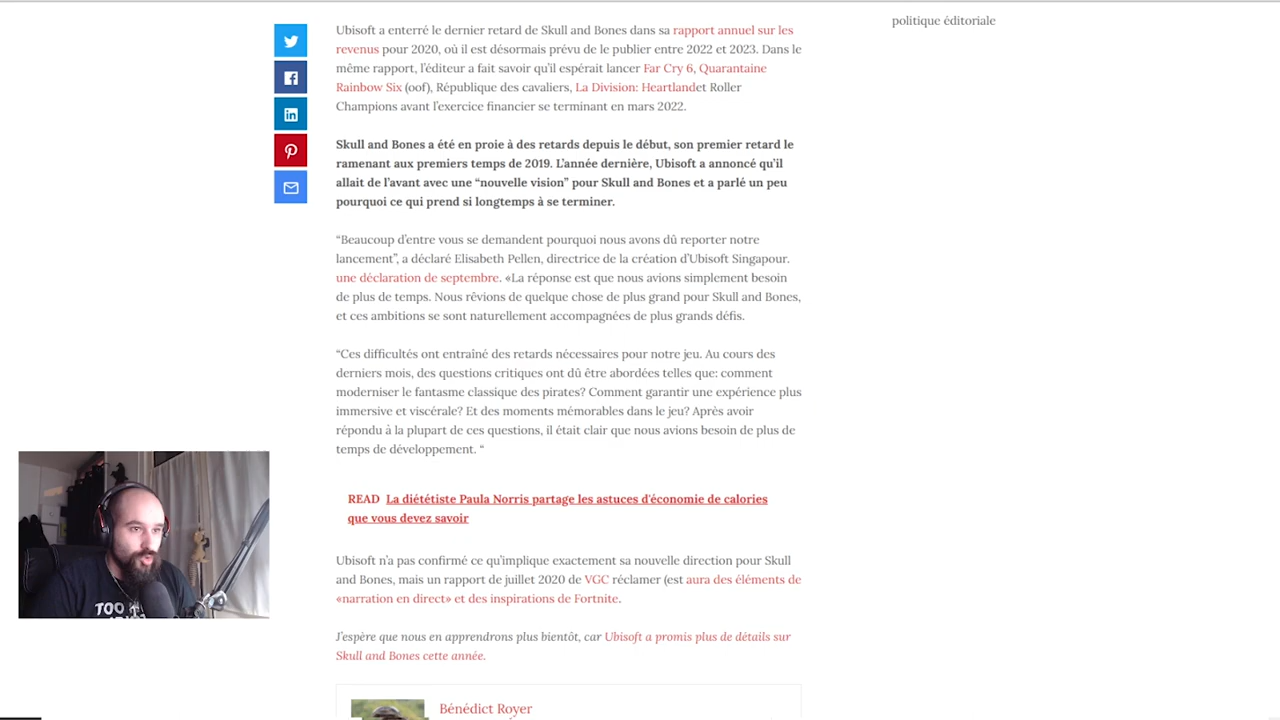 politique éditoriale
Ubisoft a enterré le dernier retard de Skull and Bones dans sa rapport annuel sur les
revenus pour 2020, où il est désormais prévu de le publier entre 2022 et 2023. Dans le
même rapport, l’éditeur a fait savoir qu’il espérait lancer Far Cry 6, Quarantaine
Rainbow Six (oof), République des cavaliers, La Division: Heartlandet Roller
Champions avant l’exercice financier se terminant en mars 2022.
Skull and Bones a été en proie à des retards depuis le début, son premier retard le
ramenant aux premiers temps de 2019. L’année dernière, Ubisoft a annoncé qu’il
allait de l’avant avec une “nouvelle vision” pour Skull and Bones et a parlé un peu
pourquoi ce qui prend si longtemps à se terminer.
“Beaucoup d’entre vous se demandent pourquoi nous avons dû reporter notre
lancement”, a déclaré Elisabeth Pellen, directrice de la création d’Ubisoft Singapour.
une déclaration de septembre. «La réponse est que nous avions simplement besoin
de plus de temps. Nous rêvions de quelque chose de plus grand pour Skull and Bones,
et ces ambitions se sont naturellement accompagnées de plus grands défis.
“Ces difficultés ont entraîné des retards nécessaires pour notre jeu. Au cours des
derniers mois, des questions critiques ont dû être abordées telles que: comment
moderniser le fantasme classique des pirates? Comment garantir une expérience plus
immersive et viscérale? Et des moments mémorables dans le jeu? Après avoir
répondu à la plupart de ces questions, il était clair que nous avions besoin de plus de
temps de développement. “
READ La diététiste Paula Norris partage les astuces d'économie de calories
que vous devez savoir
Ubisoft n’a pas confirmé ce qu’implique exactement sa nouvelle direction pour Skull
and Bones, mais un rapport de juillet 2020 de VGC réclamer (est aura des éléments de
«narration en direct» et des inspirations de Fortnite.
J’espère que nous en apprendrons plus bientôt, car Ubisoft a promis plus de détails sur
Skull and Bones cette année.
Bénédict Royer
TOO